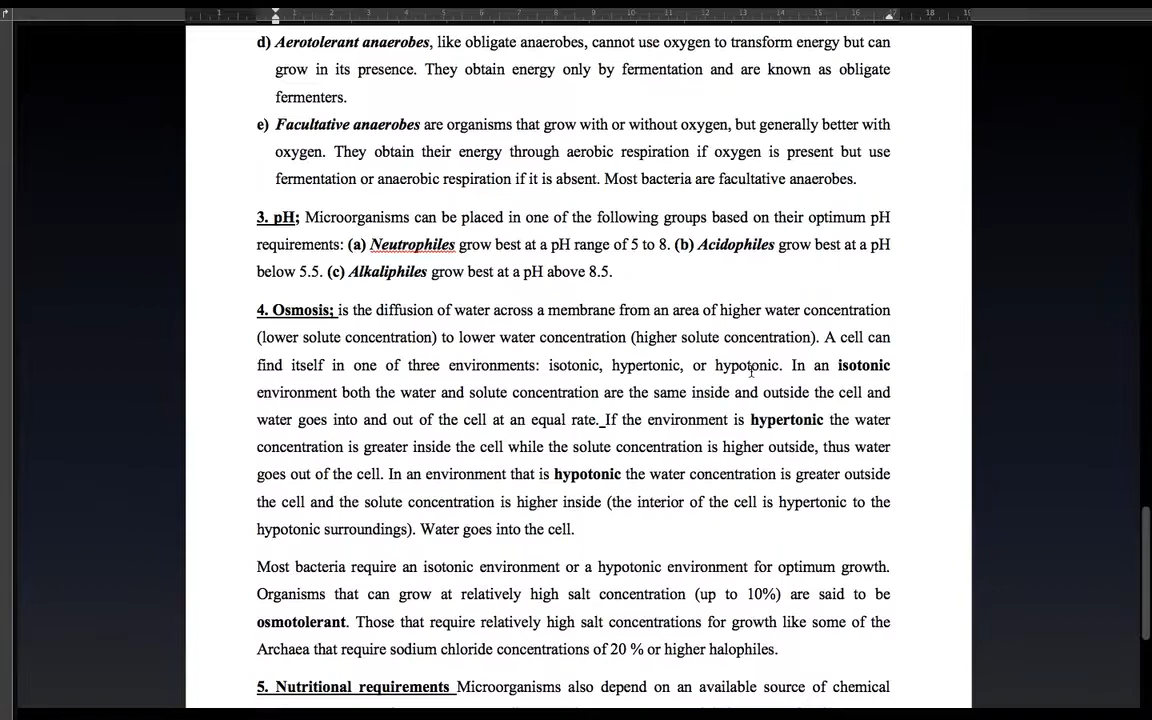 d) Aerotolerant anaerobes, like obligate anaerobes, cannot use oxygen to transform energy but can
grow in its presence. They obtain energy only by fermentation and are known as obligate
fermenters.
e) Facultative anaerobes are organisms that grow with or without oxygen, but generally better with
oxygen. They obtain their energy through aerobic respiration if oxygen is present but use
fermentation or anaerobic respiration if it is absent. Most bacteria are facultative anaerobes.
3. pH; Microorganisms can be placed in one of the following groups based on their optimum pH
requirements: (a) Neutrophiles grow best at a pH range of 5 to 8. (b) Acidophiles grow best at a pH
below 5.5. (c) Alkaliphiles grow best at a pH above 8.5.
4. Osmosis; is the diffusion of water across a membrane from an area of higher water concentration
(lower solute concentration) to lower water concentration (higher solute concentration). A cell can
find itself in one of three environments: isotonic, hypertonic, or hypotonic. In an isotonic
environment both the water and solute concentration are the same inside and outside the cell and
water goes into and out of the cell at an equal rate. If the environment is hypertonic the water
concentration is greater inside the cell while the solute concentration is higher outside, thus water
goes out of the cell. In an environment that is hypotonic the water concentration is greater outside
the cell and the solute concentration is higher inside (the interior of the cell is hypertonic to the
hypotonic surroundings). Water goes into the cell.
Most bacteria require an isotonic environment or a hypotonic environment for optimum growth.
Organisms that can grow at relatively high salt concentration (up to 10%) are said to be
osmotolerant. Those that require relatively high salt concentrations for growth like some of the
Archaea that require sodium chloride concentrations of 20 % or higher halophiles.
5. Nutritional requirements Microorganisms also depend on an available source of chemical